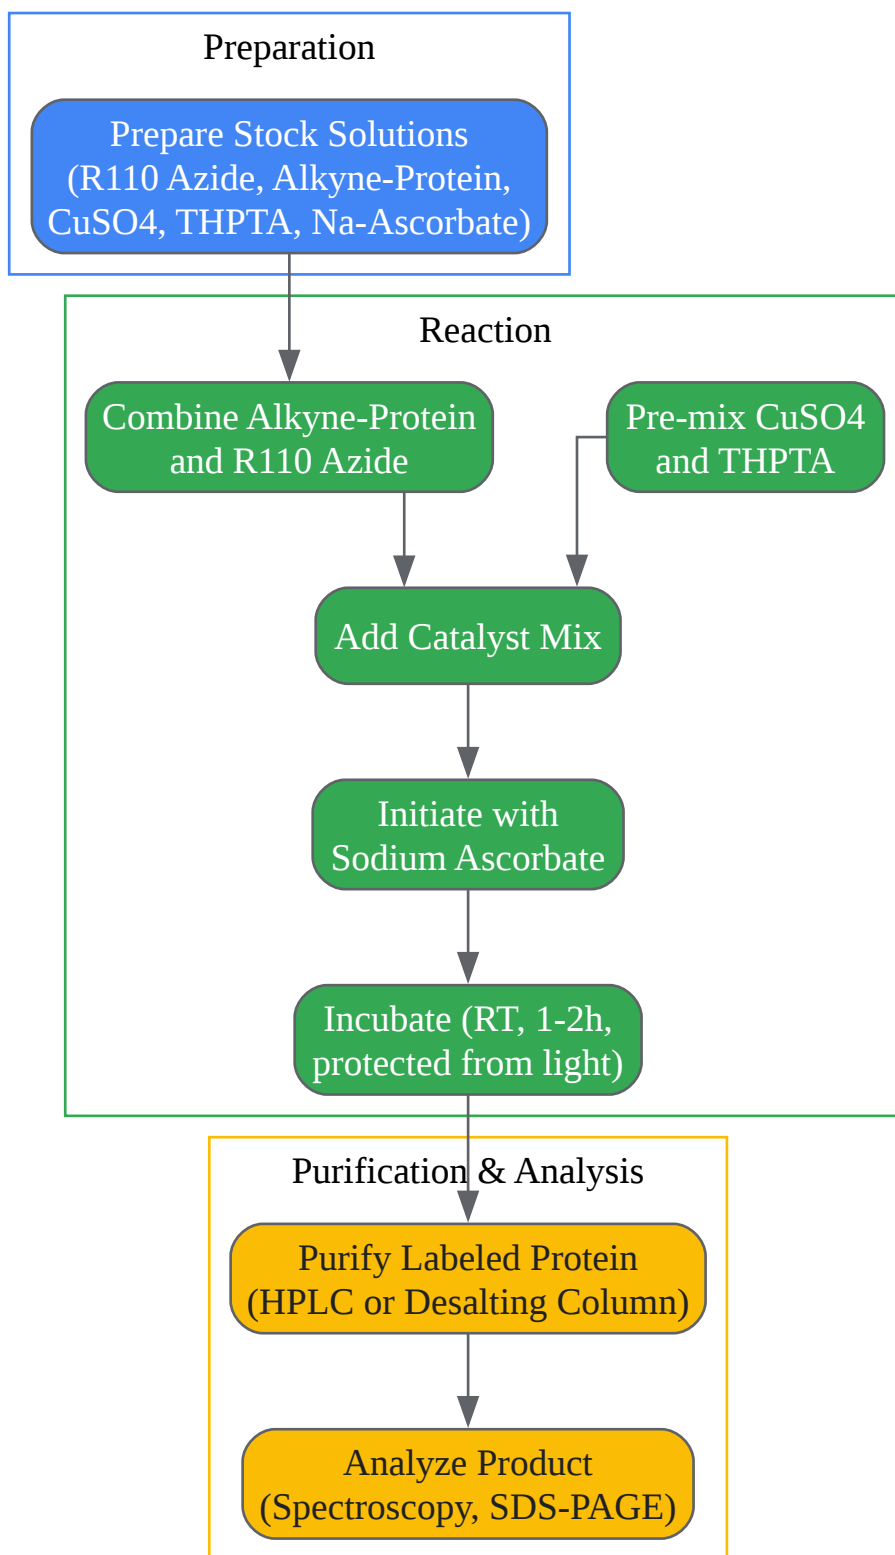 Preparation
Prepare Stock Solutions
(R110 Azide, Alkyne-Protein,
CuSO4, THPTA, Na-Ascorbate)
Reaction
Combine Alkyne-Protein
and R110 Azide
Pre-mix CuSO4
and THPTA
Add Catalyst Mix
Initiate with
Sodium Ascorbate
Incubate (RT, 1-2h,
protected from light)
Purification & Analysis
Purify Labeled Protein
(HPLC or Desalting Column)
Analyze Product
(Spectroscopy, SDS-PAGE)